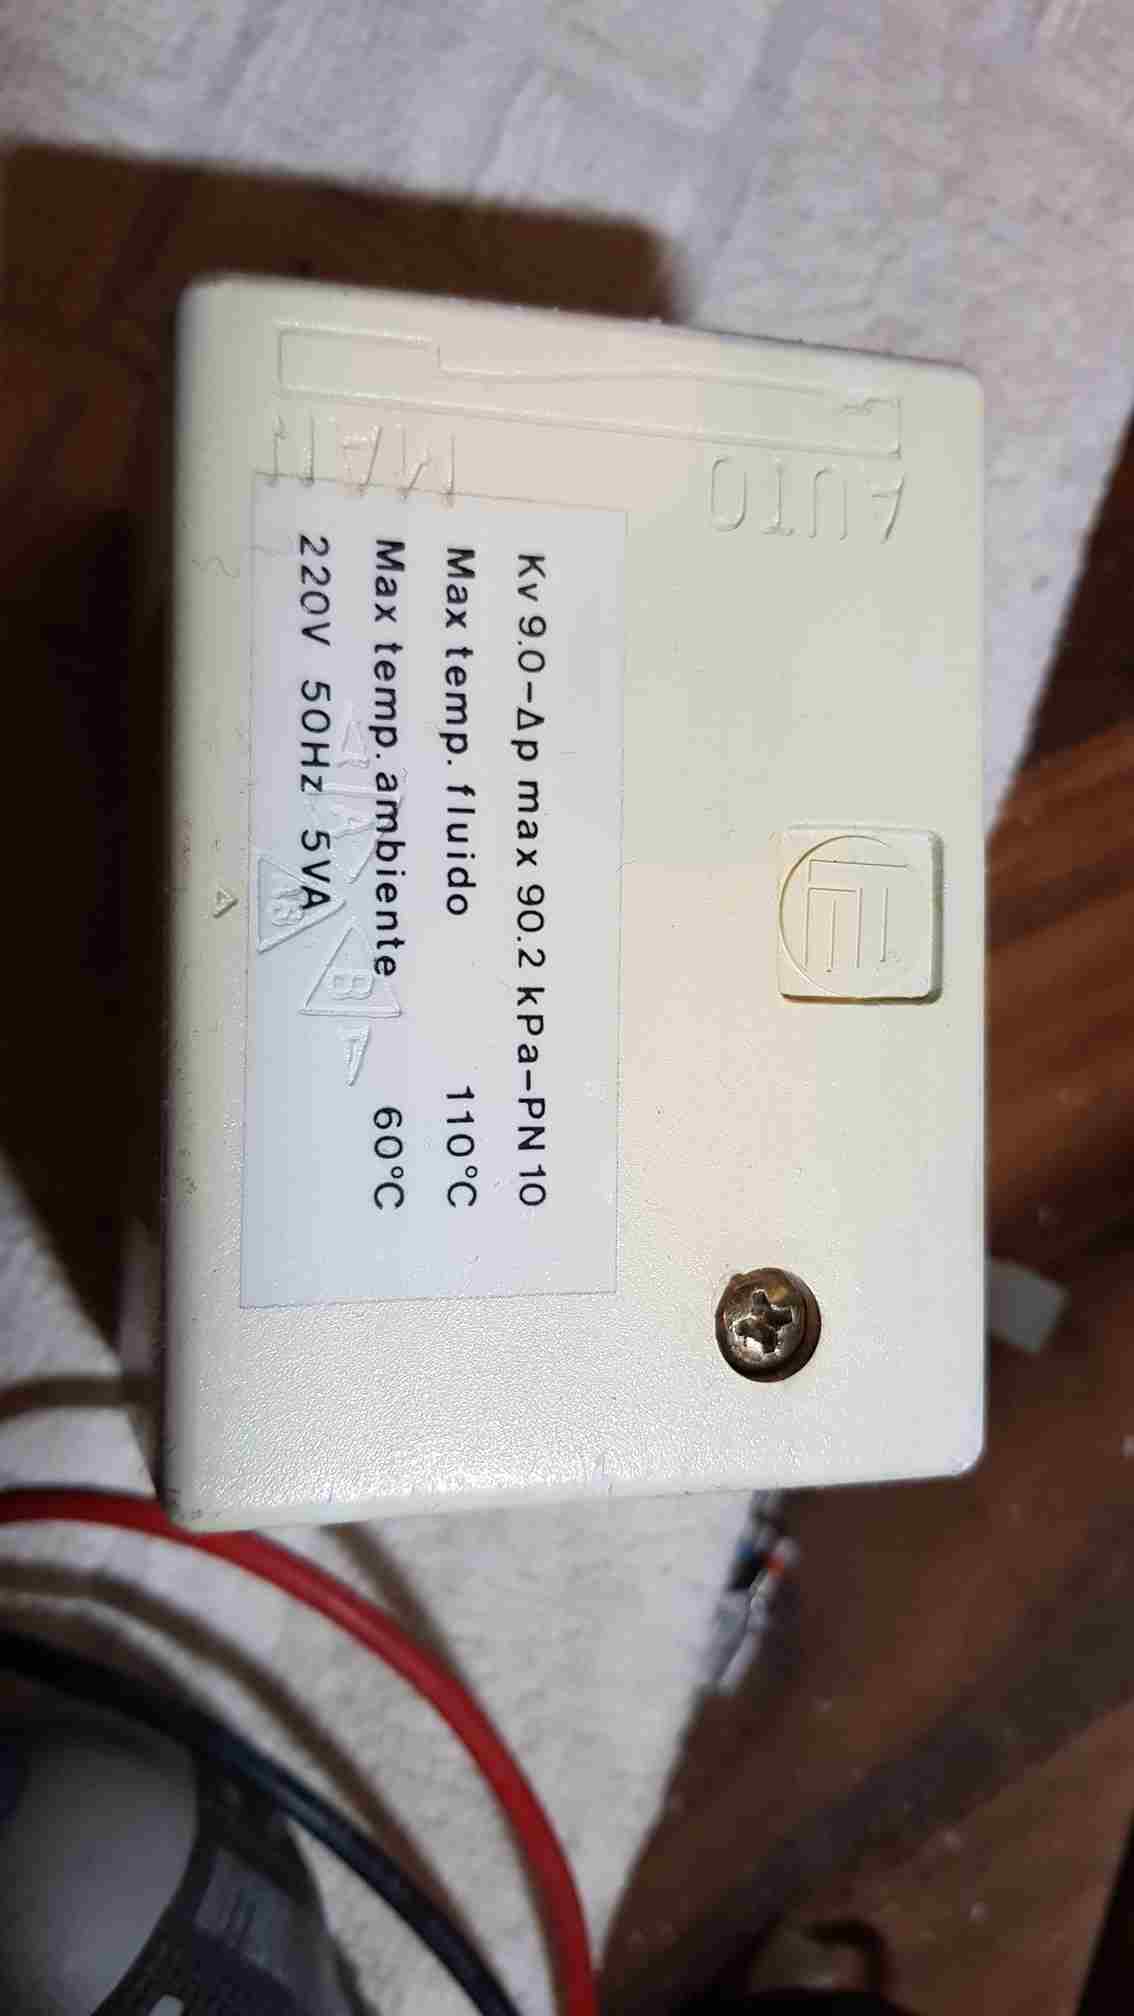 MAN
AUTO
Kv 9.0-Δp max 90.2 kPa-PN 10
Max temp. fluido 110°C
Max temp. ambiente 60°C
220V 50Hz 5VA
A
B